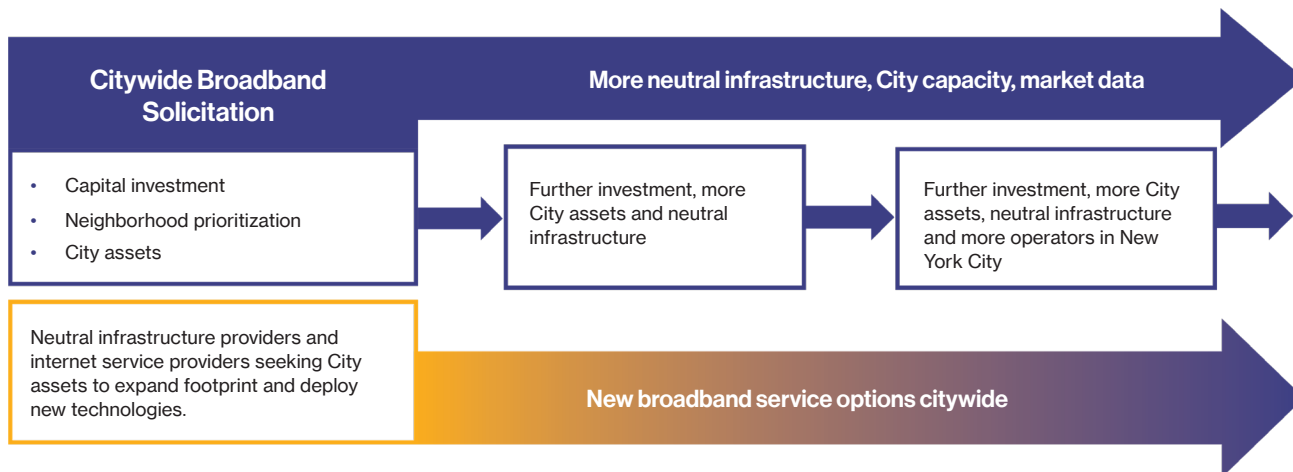 Citywide Broadband
Solicitation
More neutral infrastructure, City capacity, market data
• Capital investment
• Neighborhood prioritization
• City assets
Further investment, more
City assets and neutral
infrastructure
Further investment, more City
assets, neutral infrastructure
and more operators in New
York City
Neutral infrastructure providers and
internet service providers seeking City
assets to expand footprint and deploy
new technologies.
New broadband service options citywide